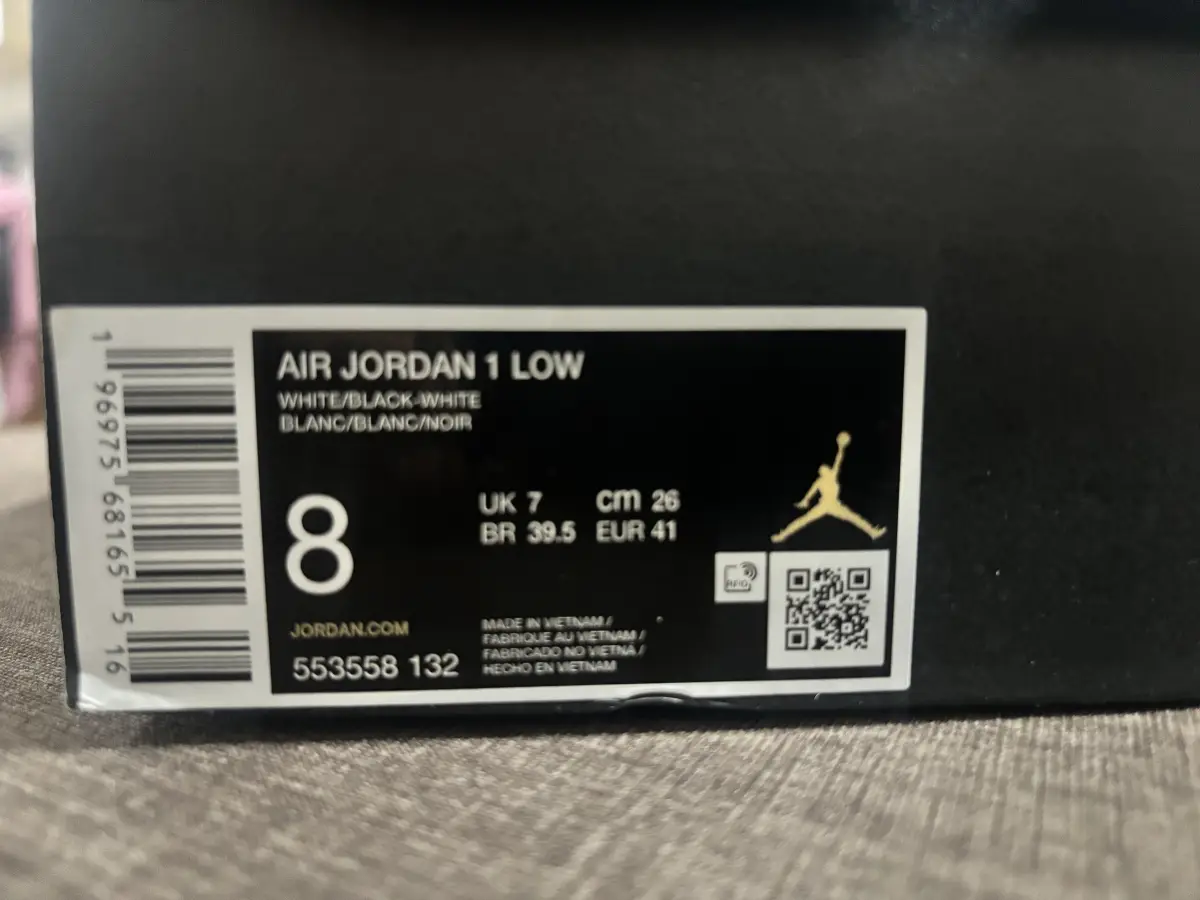 AIR JORDAN 1 LOW
WHITE/BLACK-WHITE
BLANC/BLANC/NOIR
8
UK 7 cm 26
BR 39.5 EUR 41
RFID
JORDAN.COM
553558 132
MADE IN VIETNAM /
FABRIQUE AU VIETNAM /
FABRICADO NO VIETNÃ /
HECHO EN VIETNAM
1 96975 68165 5 16